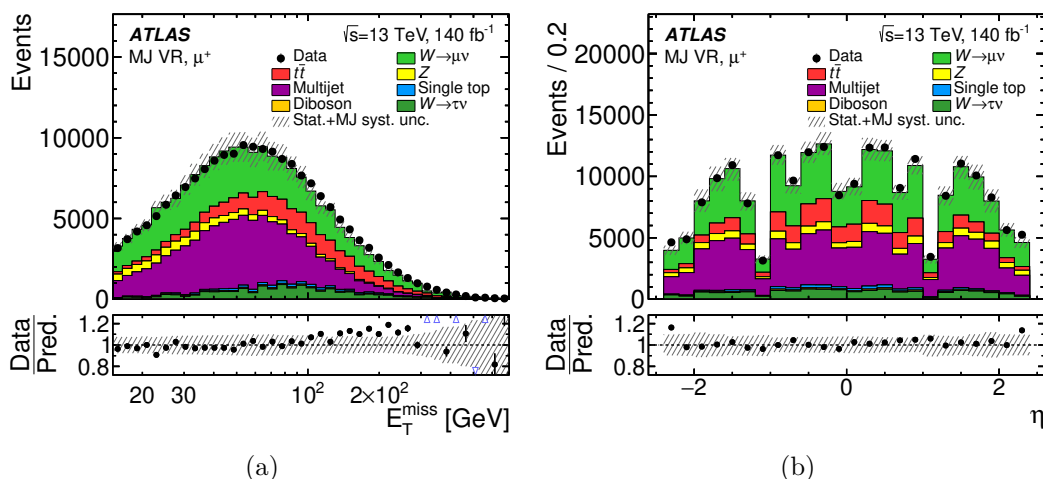 Events
15000
10000
5000
0
ATLAS
√s=13 TeV, 140 fb⁻¹
MJ VR, μ⁺
Data
W→μν
tt̄
Z
Multijet
Single top
Diboson
W→τν
Stat.+MJ syst. unc.
Data
Pred.
1.2
1
0.8
20 30 10² 2×10²
E_T^miss [GeV]
(a)
Events / 0.2
20000
15000
10000
5000
0
ATLAS
√s=13 TeV, 140 fb⁻¹
MJ VR, μ⁺
Data
W→μν
tt̄
Z
Multijet
Single top
Diboson
W→τν
Stat.+MJ syst. unc.
Data
Pred.
1.2
1
0.8
−2 0 2
η
(b)